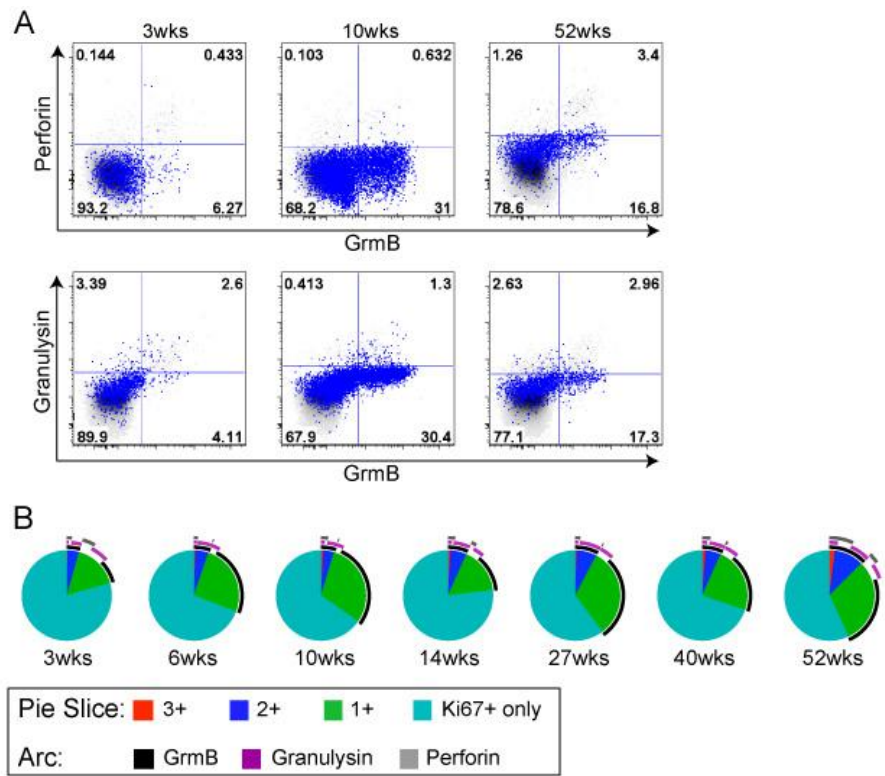 A
3wks 10wks 52wks
0.144 0.433 0.103 0.632 1.26 3.4
Perforin
93.2 6.27 68.2 31 78.6 16.8
GrmB
3.39 2.6 0.413 1.3 2.63 2.96
Granulysin
89.9 4.11 67.9 30.4 77.1 17.3
GrmB
B
3wks 6wks 10wks 14wks 27wks 40wks 52wks
Pie Slice: 3+ 2+ 1+ Ki67+ only
Arc: GrmB Granulysin Perforin